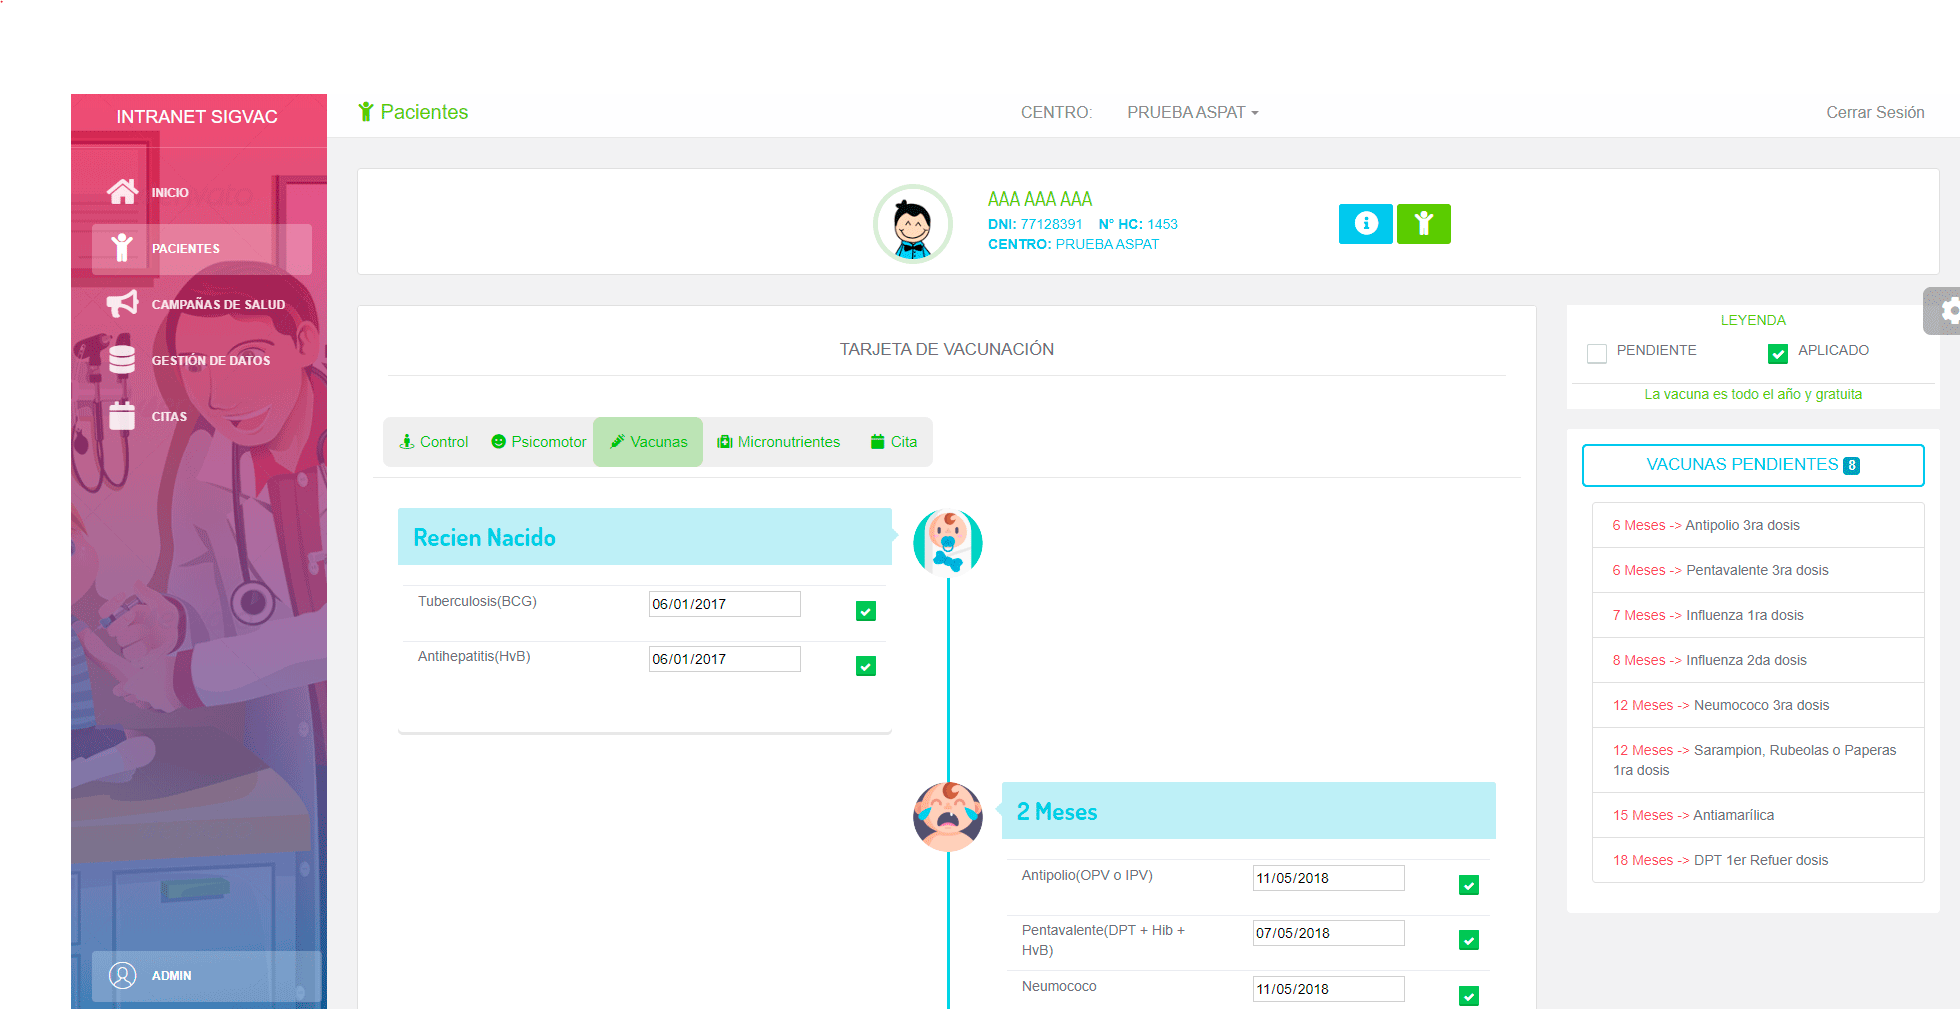 INTRANET SIGVAC
INICIO
PACIENTES
CAMPAÑAS DE SALUD
GESTIÓN DE DATOS
CITAS
ADMIN
Pacientes
CENTRO: PRUEBA ASPAT
Cerrar Sesión
AAA AAA AAA
DNI: 77128391 N° HC: 1453
CENTRO: PRUEBA ASPAT
TARJETA DE VACUNACIÓN
Control Psicomotor Vacunas Micronutrientes Cita
Recien Nacido
Tuberculosis(BCG) 06/01/2017
Antihepatitis(HvB) 06/01/2017
2 Meses
Antipolio(OPV o IPV) 11/05/2018
Pentavalente(DPT + Hib + 07/05/2018
HvB)
Neumococo 11/05/2018
LEYENDA
PENDIENTE APLICADO
La vacuna es todo el año y gratuita
VACUNAS PENDIENTES 8
6 Meses -> Antipolio 3ra dosis
6 Meses -> Pentavalente 3ra dosis
7 Meses -> Influenza 1ra dosis
8 Meses -> Influenza 2da dosis
12 Meses -> Neumococo 3ra dosis
12 Meses -> Sarampion, Rubeolas o Paperas
1ra dosis
15 Meses -> Antiamarílica
18 Meses -> DPT 1er Refuer dosis